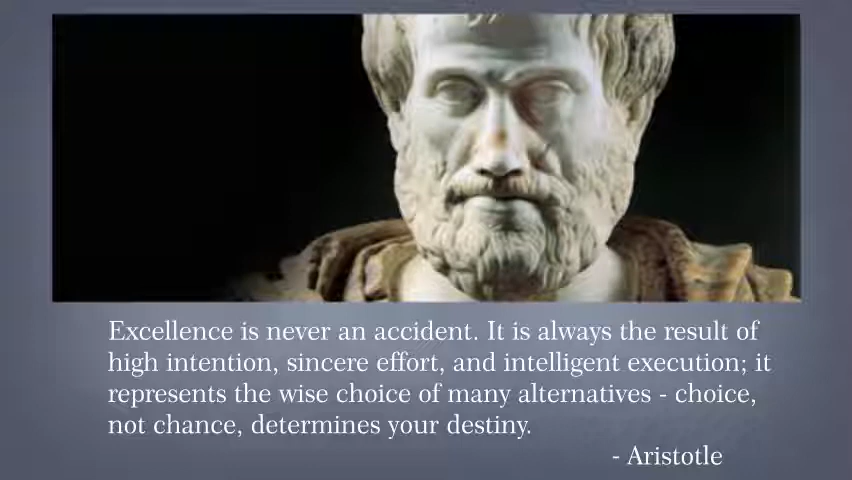 Excellence is never an accident. It is always the result of
high intention, sincere effort, and intelligent execution; it
represents the wise choice of many alternatives - choice,
not chance, determines your destiny.
- Aristotle